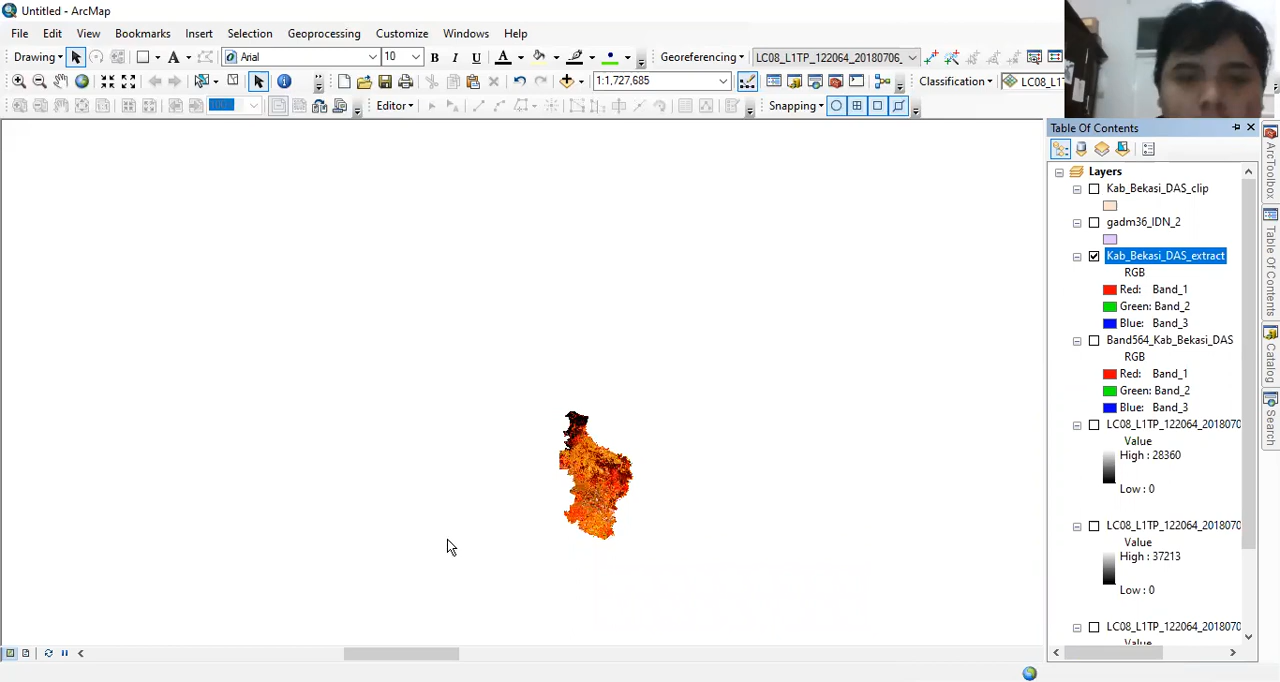 Untitled - ArcMap
File Edit View Bookmarks Insert Selection Geoprocessing Customize Windows Help
Drawing Arial 10 B I U A Georeferencing LC08_L1TP_122064_20180706_
1:1,727,685 Classification LC08_L1
100% Editor Snapping
Table Of Contents
Layers
Kab_Bekasi_DAS_clip
gadm36_IDN_2
Kab_Bekasi_DAS_extract
RGB
Red: Band_1
Green: Band_2
Blue: Band_3
Band564_Kab_Bekasi_DAS
RGB
Red: Band_1
Green: Band_2
Blue: Band_3
LC08_L1TP_122064_2018070
Value
High : 28360
Low : 0
LC08_L1TP_122064_2018070
Value
High : 37213
Low : 0
LC08_L1TP_122064_2018070
Value
ArcToolbox
Table Of Contents
Catalog
Search